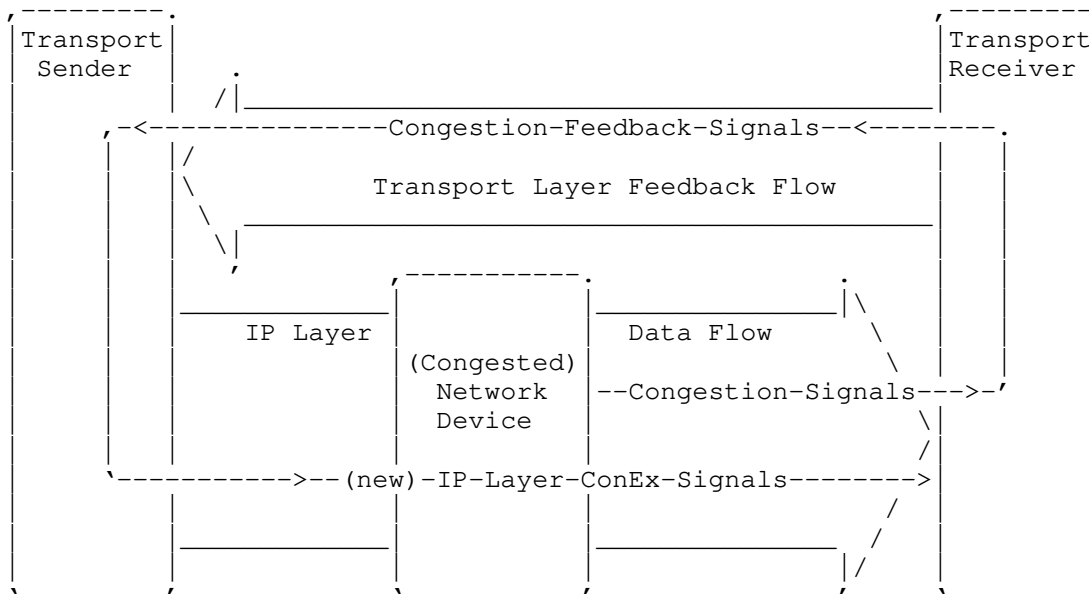 Transport Transport
Sender Receiver
Congestion-Feedback-Signals
Transport Layer Feedback Flow
IP Layer Data Flow
(Congested)
Network --Congestion-Signals--->-
Device
(new)-IP-Layer-ConEx-Signals